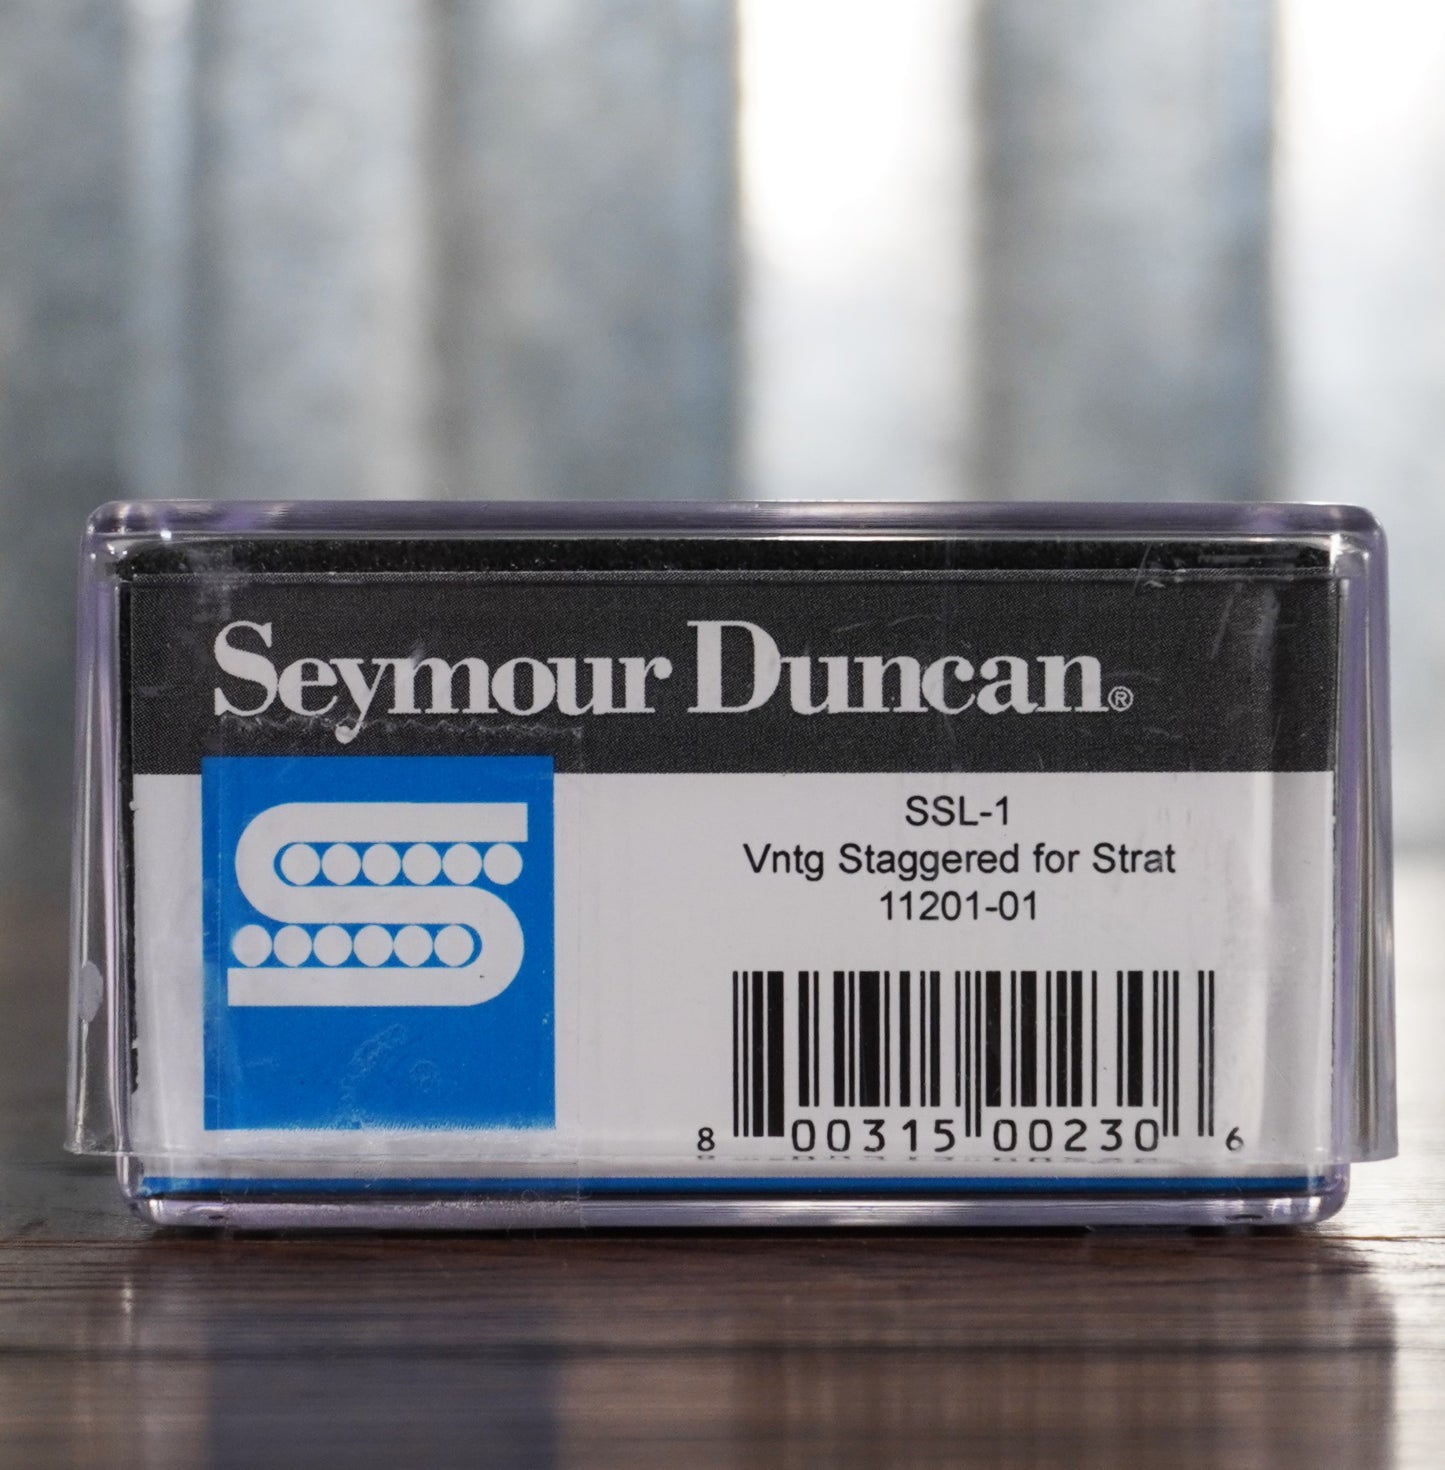 Seymour Duncan®
SSL-1
Vntg Staggered for Strat
11201-01
8 00315 00230 6